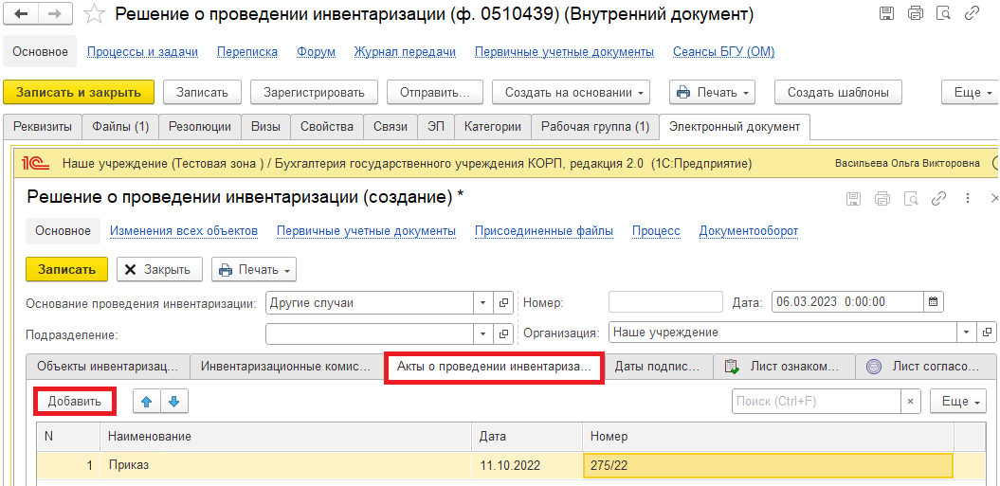 Решение о проведении инвентаризации (ф. 0510439) (Внутренний документ)
Основное Процессы и задачи Переписка Форум Журнал передачи Первичные учетные документы Сеансы БГУ (ОМ)
Записать и закрыть Записать Зарегистрировать Отправить... Создать на основании Печать Создать шаблоны Еще
Реквизиты Файлы (1) Резолюции Визы Свойства Связи ЭП Категории Рабочая группа (1) Электронный документ
1С Наше учреждение (Тестовая зона ) / Бухгалтерия государственного учреждения КОРП, редакция 2.0 (1С:Предприятие) Васильева Ольга Викторовна
Решение о проведении инвентаризации (создание) *
Основное Изменения всех объектов Первичные учетные документы Присоединенные файлы Процесс Документооборот
Записать Закрыть Печать
Основание проведения инвентаризации: Другие случаи Номер: Дата: 06.03.2023 0:00:00
Подразделение: Организация: Наше учреждение
Объекты инвентаризац... Инвентаризационные комис... Акты о проведении инвентариза... Даты подпис... Лист ознаком... Лист согласо...
Добавить Поиск (Ctrl+F) × Еще
N Наименование Дата Номер
1 Приказ 11.10.2022 275/22